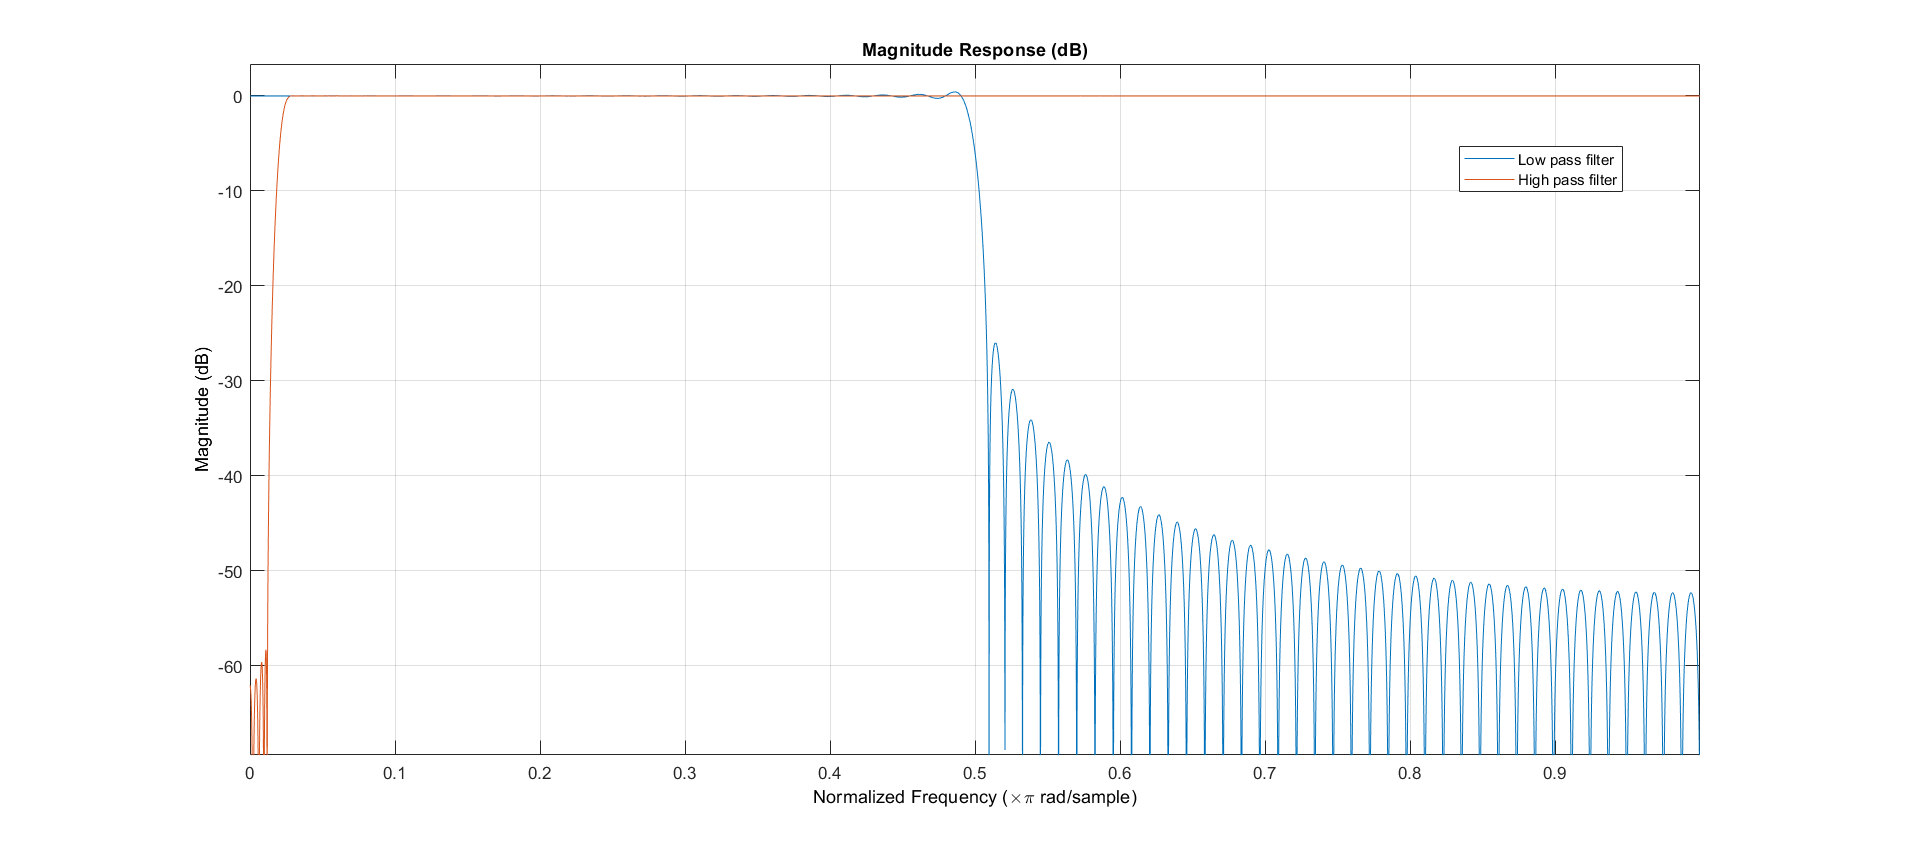 Magnitude Response (dB)
0
-10
-20
-30
-40
-50
-60
Magnitude (dB)
Low pass filter
High pass filter
0 0.1 0.2 0.3 0.4 0.5 0.6 0.7 0.8 0.9
Normalized Frequency (×π rad/sample)